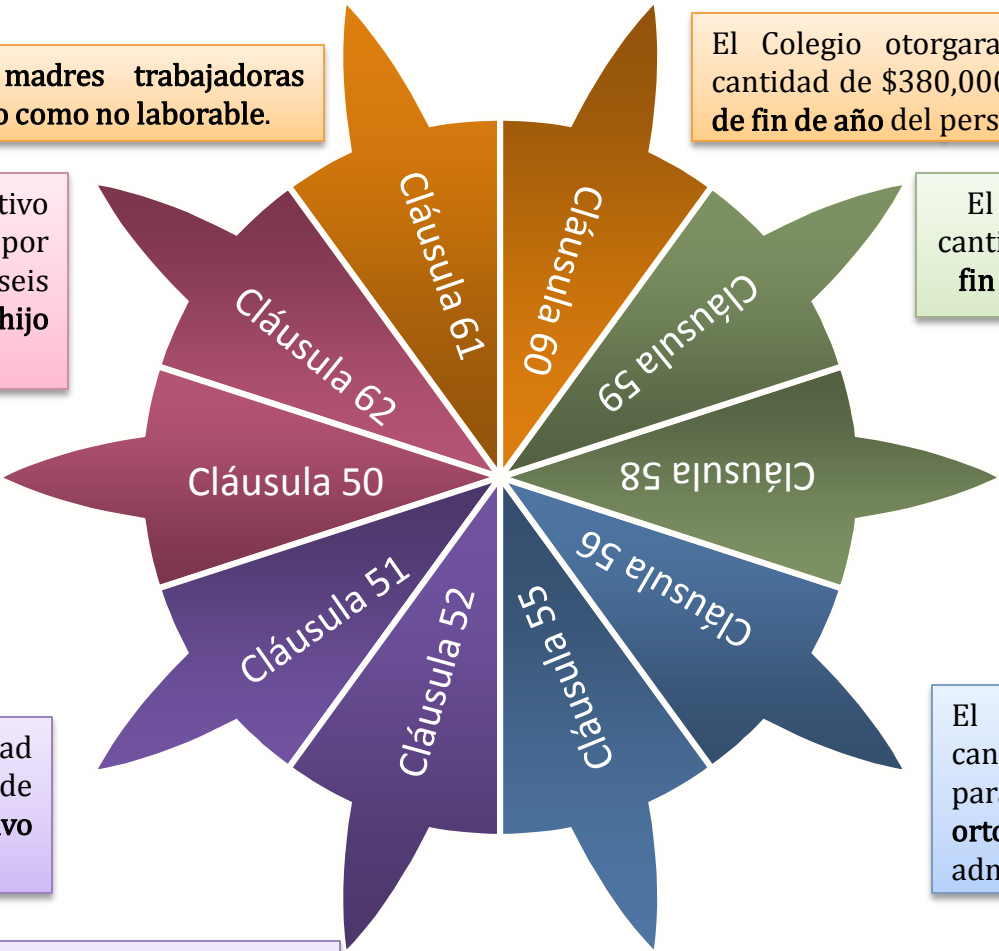 madres trabajadoras
como no laborable.
El Colegio otorgara
cantidad de $380,000
de fin de año del pers
tivo
por
seis
hijo
El
canti
fin
Cláusula 61
Cláusula 60
Cláusula 62
Cláusula 59
Cláusula 50
Cláusula 58
Cláusula 51
Cláusula 56
Cláusula 52
Cláusula 55
ad
de
vo
El
can
para
orto
adm